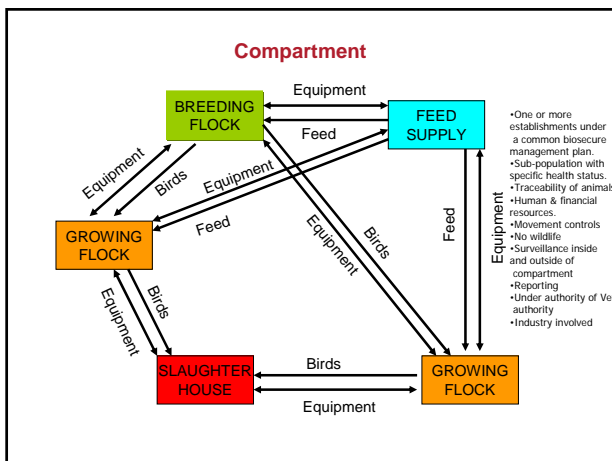 Compartment
Equipment
BREEDING
FLOCK
FEED
SUPPLY
Feed
•One or more
establishments under
a common biosecure
management plan.
•Sub-population with
specific health status.
•Traceability of animals
•Human & financial
resources.
•Movement controls
•No wildlife
•Surveillance inside
and outside of
compartment
•Reporting
•Under authority of Ve
authority
•Industry involved
Equipment
Birds
Equipment
Feed
GROWING
FLOCK
Birds
Equipment
Feed
Equipment
Equipment
Birds
SLAUGHTER
HOUSE
Birds
Equipment
GROWING
FLOCK